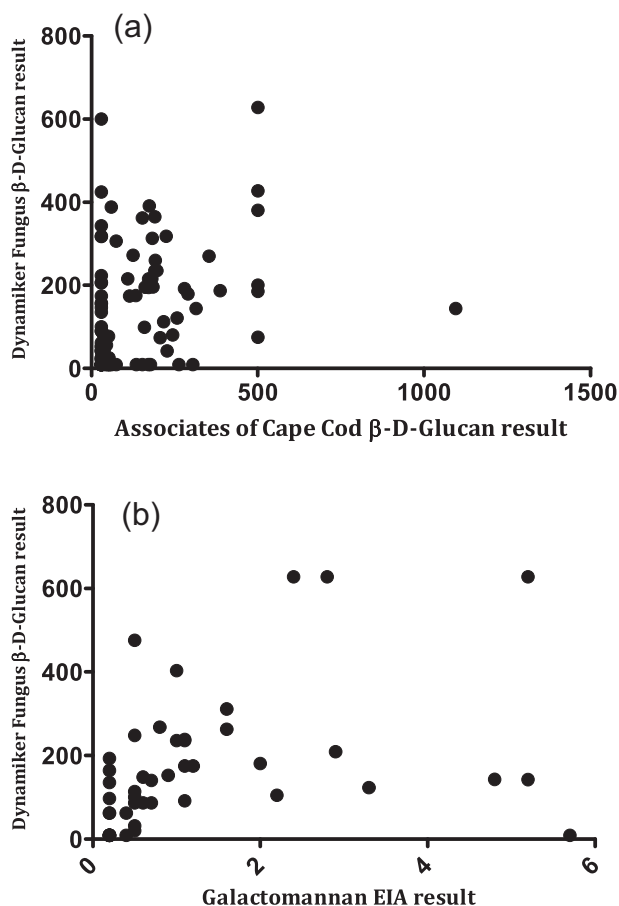 (a)
Dynamiker Fungus β-D-Glucan result
800
600
400
200
0
0 500 1000 1500
Associates of Cape Cod β-D-Glucan result
(b)
Dynamiker Fungus β-D-Glucan result
800
600
400
200
0
0 2 4 6
Galactomannan EIA result